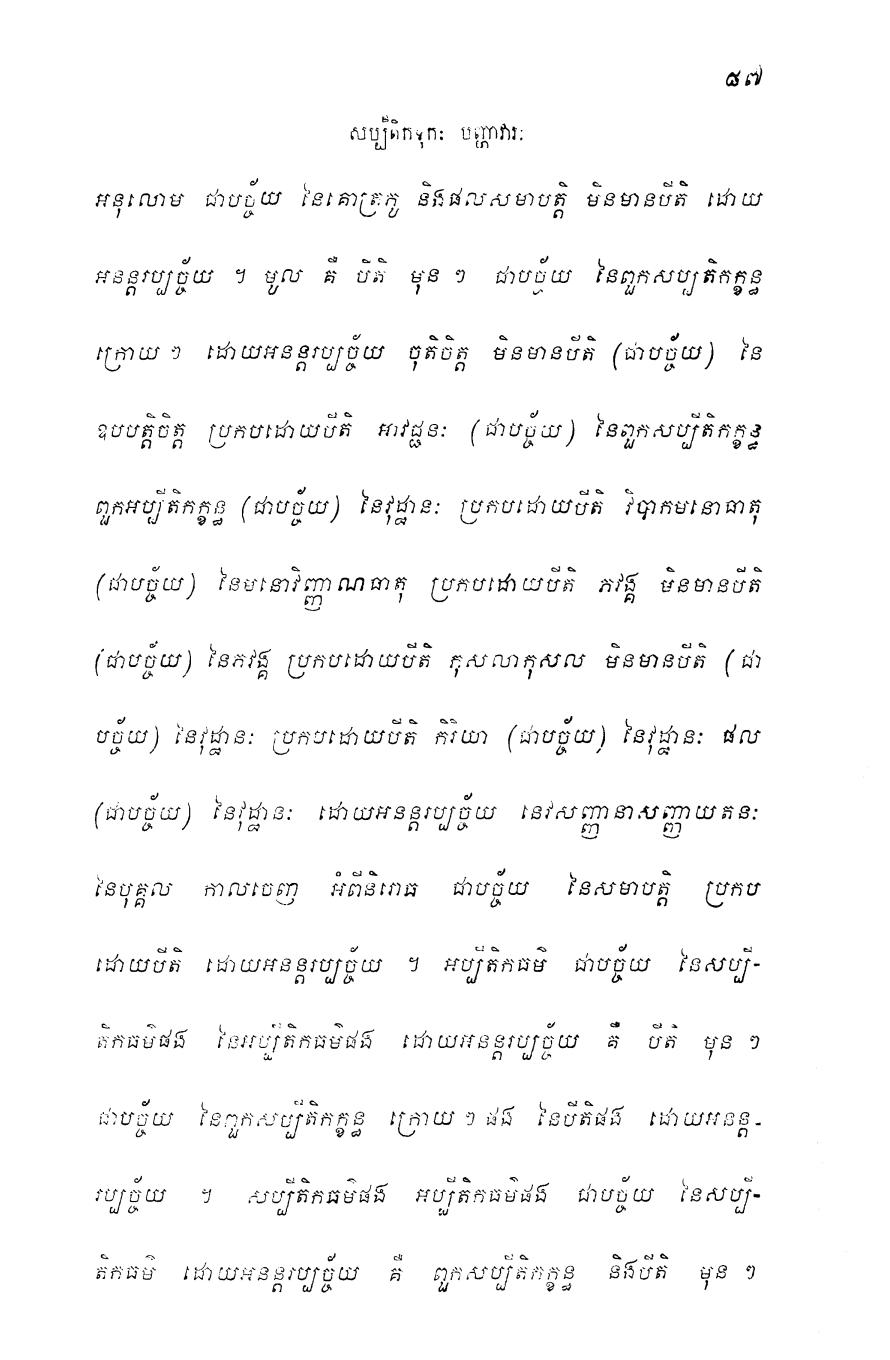 ៨៧
សប្បីតិកទុកៈ បញ្ហាវារៈ
អនុលោម ជាបច្ច័យ នៃគោត្រភូ និងផលសមាបត្តិ មិនមានបីតិ ដោយ
អនន្តរប្បច្ច័យ ។ មូល គឺ បីតិ មុន ៗ ជាបច្ច័យ នៃពួកសប្បតិកក្ខន្ធ
ក្រោយ ៗ ដោយអនន្តរប្បច្ច័យ ចុតិចិត្ត មិនមានបីតិ (ជាបច្ច័យ) នៃ
ឧបបត្តិចិត្ត ប្រកបដោយបីតិ អាវជ្ជនៈ (ជាបច្ច័យ) នៃពួកសប្បីតិកក្ខន្ធ
ពួកអប្បីតិកក្ខន្ធ (ជាបច្ច័យ) នៃវុដ្ឋានៈ ប្រកបដោយបីតិ វិបាកមនោធាតុ
(ជាបច្ច័យ) នៃមនោវិញ្ញាណធាតុ ប្រកបដោយបីតិ ភវង្គ មិនមានបីតិ
(ជាបច្ច័យ) នៃភវង្គ ប្រកបដោយបីតិ កុសលាកុសល មិនមានបីតិ (ជា
បច្ច័យ) នៃវុដ្ឋានៈ ប្រកបដោយបីតិ កិរិយា (ជាបច្ច័យ) នៃវុដ្ឋានៈ ផល
(ជាបច្ច័យ) នៃវុដ្ឋានៈ ដោយអនន្តរប្បច្ច័យ នេវសញ្ញានាសញ្ញាយតនៈ
នៃបុគ្គល កាលចេញ អំពីនិរោធ ជាបច្ច័យ នៃសមាបត្តិ ប្រកប
ដោយបីតិ ដោយអនន្តរប្បច្ច័យ ។ អប្បីតិកធម៌ ជាបច្ច័យ នៃសប្បី-
តិកធម៌ផង នៃអប្បីតិកធម៌ផង ដោយអនន្តរប្បច្ច័យ គឺ បីតិ មុន ៗ
ជាបច្ច័យ នៃពួកសប្បីតិកក្ខន្ធ ក្រោយ ៗ ផង នៃបីតិផង ដោយអនន្ត-
រប្បច្ច័យ ។ សប្បីតិកធម៌ផង អប្បីតិកធម៌ផង ជាបច្ច័យ នៃសប្បី-
តិកធម៌ ដោយអនន្តរប្បច្ច័យ គឺ ពួកសប្បីតិកក្ខន្ធ និងបីតិ មុន ៗ